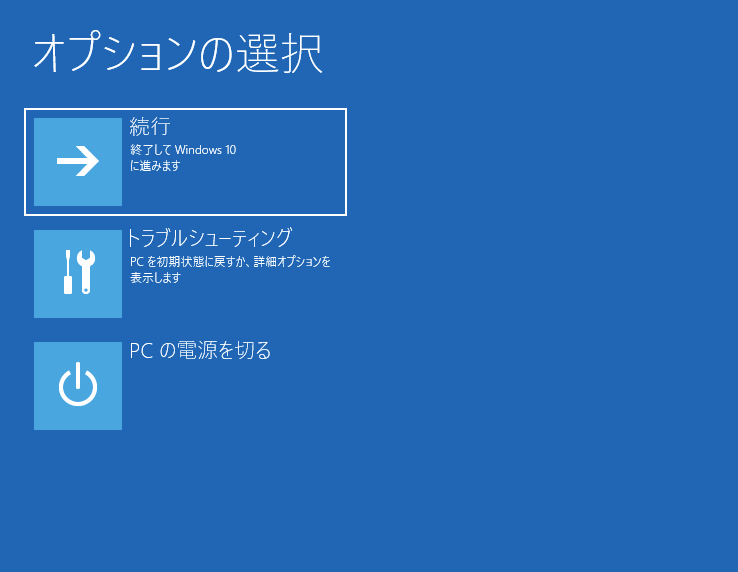 オプションの選択
続行
終了して Windows 10
に進みます
トラブルシューティング
PC を初期状態に戻すか、詳細オプションを
表示します
PC の電源を切る